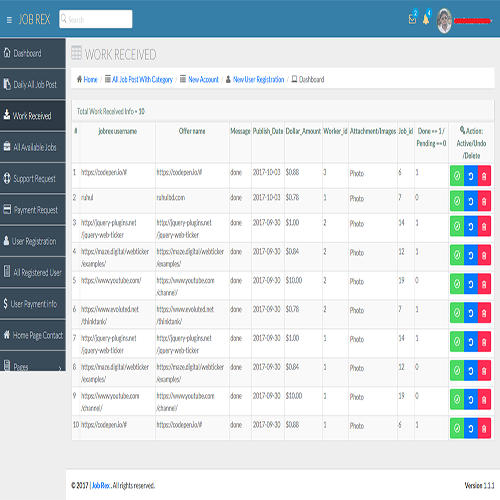 JOB REX
Search
2
4
Dashboard
Daily All Job Post
Work Received
All Available Jobs
Support Request
Payment Request
User Registration
All Registered User
User Payment info
Home Page Contact
Pages
WORK RECEIVED
Home / All Job Post With Category / New Account / New User Registration / Dashboard
Total Work Received Info = 10
# jobrex username Offer name Message Publish_Date Dollar_Amount Worker_id Attachment/Images Job_id Done == 1 / Pending == 0 Action: Active/Undo /Delete
1 https://codepen.io/# https://codepen.io/# done 2017-10-03 $0.88 3 Photo 6 1
2 ruhul ruhulbd.com done 2017-10-03 $0.78 1 Photo 7 0
3 http://jquery-plugins.net /jquery-web-ticker http://jquery-plugins.net /jquery-web-ticker done 2017-09-30 $1.00 2 Photo 14 1
4 https://maze.digital/webticker /examples/ https://maze.digital/webticker /examples/ done 2017-09-30 $0.84 2 Photo 12 1
5 https://www.youtube.com/ https://www.youtube.com /channel/ done 2017-09-30 $10.00 2 Photo 19 0
6 https://www.evoluted.net /thinktank/ https://www.evoluted.net /thinktank/ done 2017-09-30 $0.78 2 Photo 7 1
7 http://jquery-plugins.net /jquery-web-ticker http://jquery-plugins.net /jquery-web-ticker done 2017-09-30 $1.00 1 Photo 14 1
8 https://maze.digital/webticker /examples/ https://maze.digital/webticker /examples/ done 2017-09-30 $0.84 1 Photo 12 0
9 https://www.youtube.com /channel/ https://www.youtube.com /channel/ done 2017-09-30 $10.00 1 Photo 19 0
10 https://codepen.io/# https://codepen.io/# done 2017-09-30 $0.88 1 Photo 6 1
© 2017 | Job Rex . All rights reserved.
Version 1.1.1